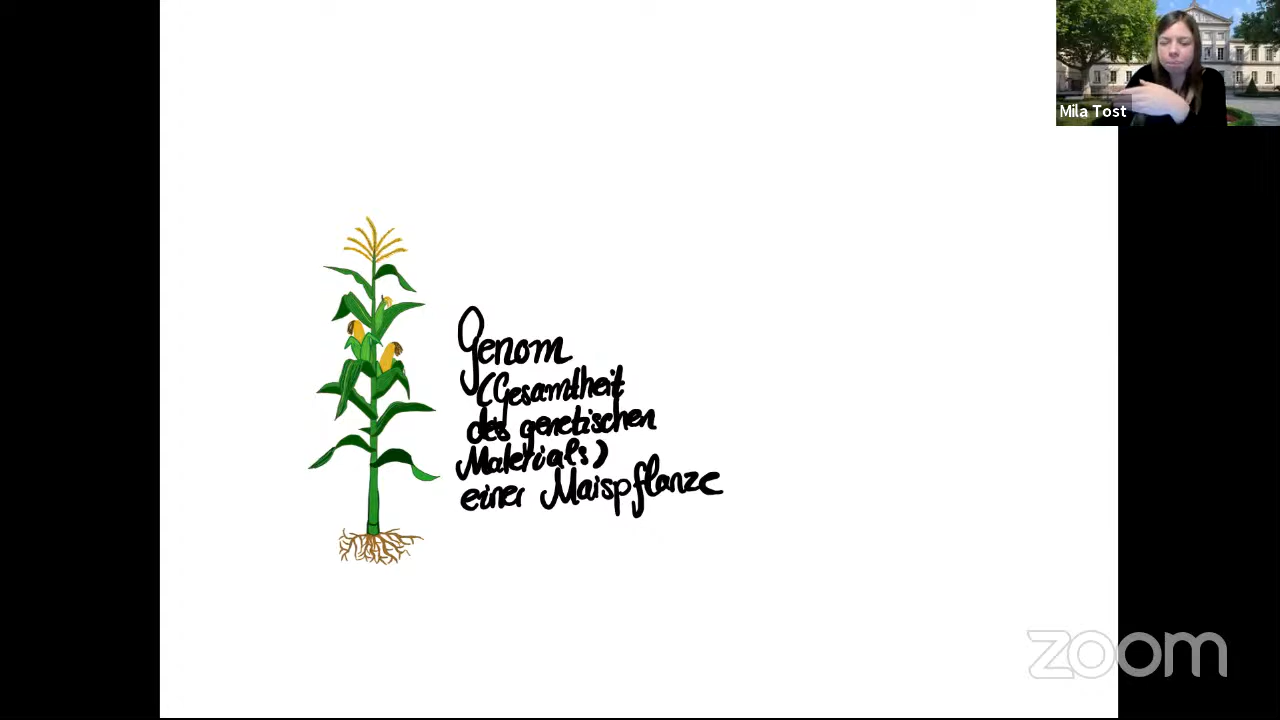 Mila Tost
Genom
(Gesamtheit
des genetischen
Materials)
einer Maispflanze
zoom